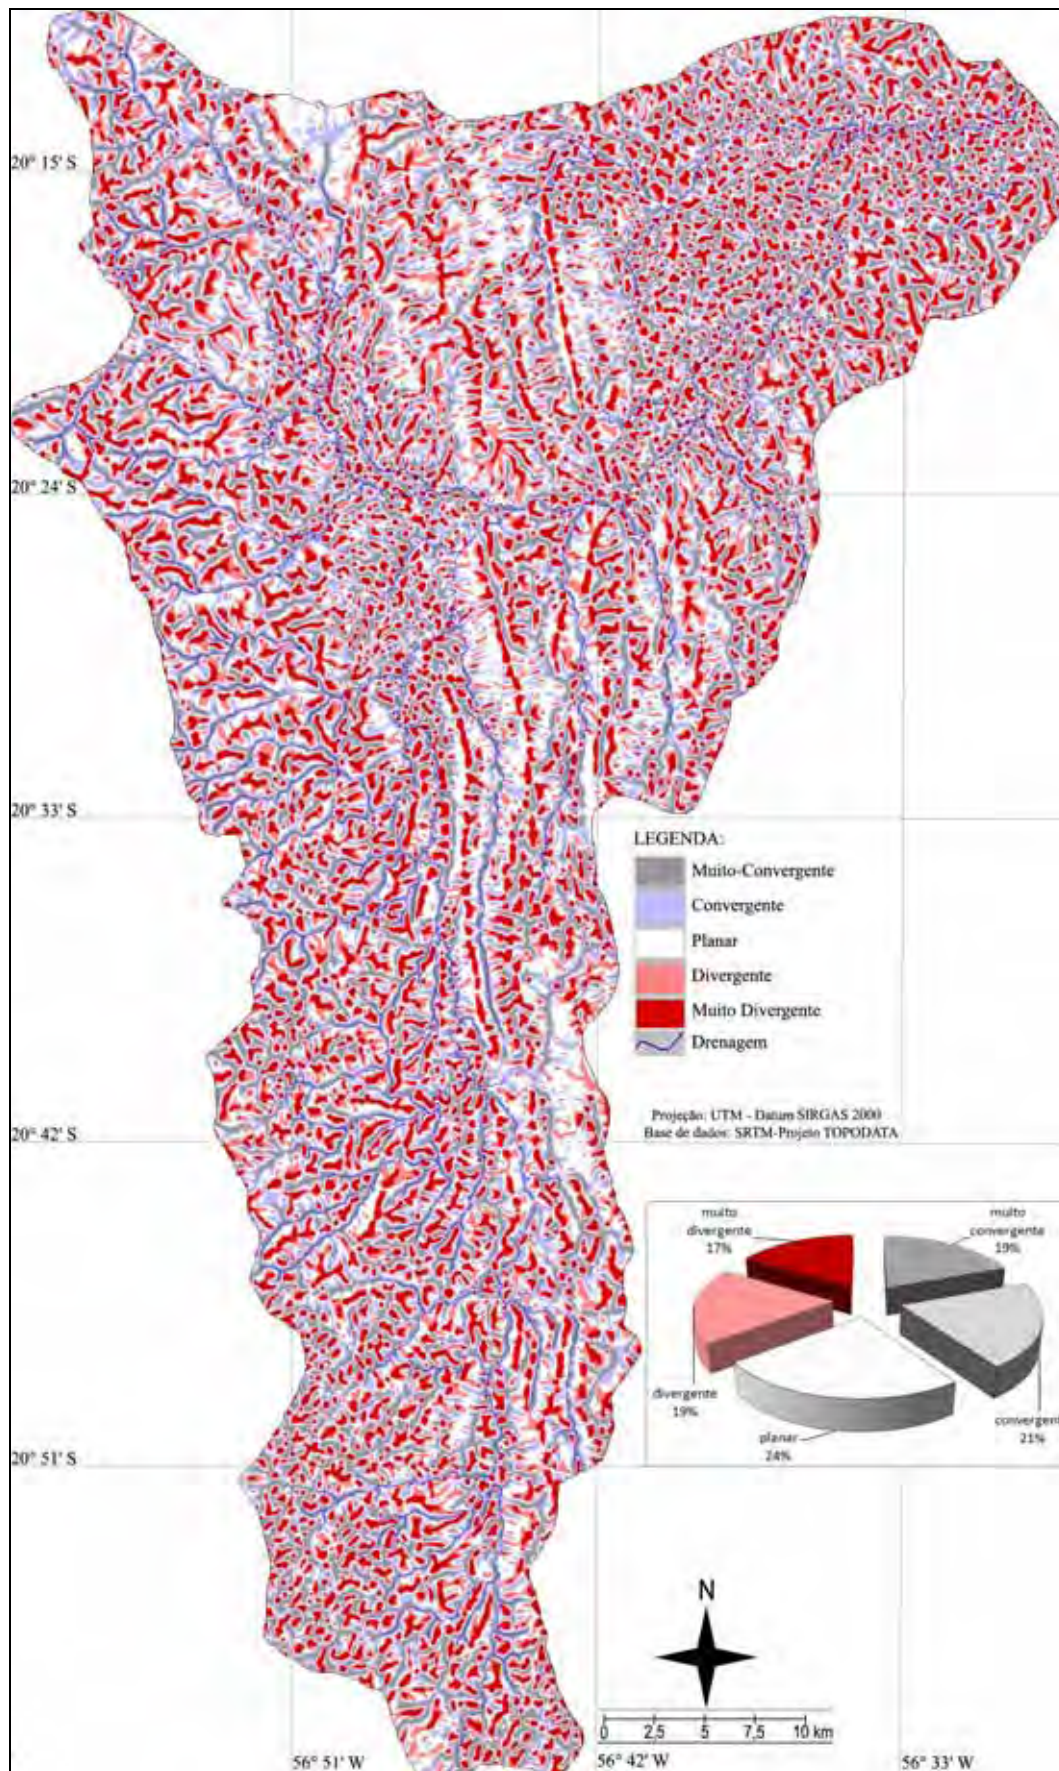 20° 15' S
20° 24' S
20° 33' S
LEGENDA:
Muito-Convergente
Convergente
Planar
Divergente
Muito Divergente
Drenagem
Projeção: UTM - Datum SIRGAS 2000
Base de dados: SRTM-Projeto TOPODATA
20° 42' S
muito
divergente
17%
muito
convergente
19%
divergente
19%
planar
24%
convergent
21%
20° 51' S
N
0 2,5 5 7,5 10 km
56° 51' W
56° 42' W
56° 33' W